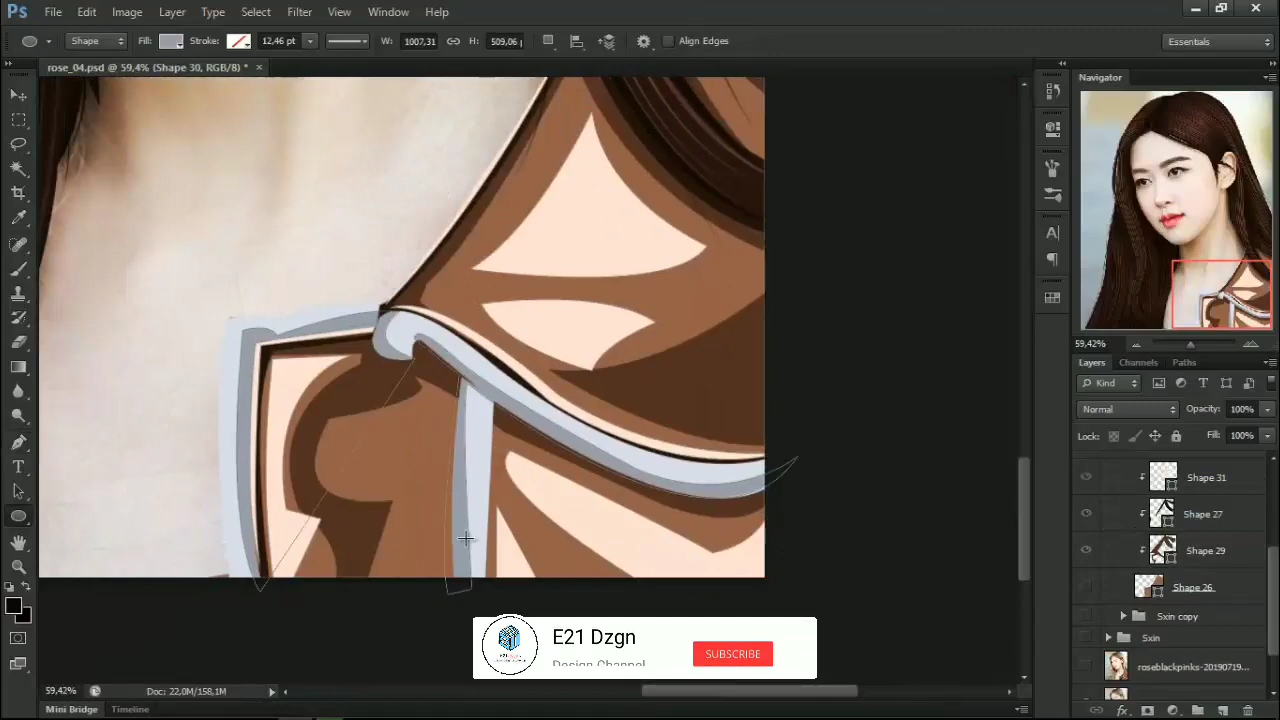 Ps File Edit Image Layer Type Select Filter View Window Help
Shape Fill: Stroke: 12,46 pt W: 1007,31 H: 509,06 Align Edges Essentials
rose_04.psd @ 59,4% (Shape 30, RGB/8) * ×
Navigator
59,42%
Layers Channels Paths
Kind
Normal Opacity: 100%
Lock: Fill: 100%
Shape 31
Shape 27
Shape 29
Shape 26
Sxin copy
Sxin
roseblackpinks-20190719...
E21 Dzgn
Design Channel
SUBSCRIBE
59,42% Doc: 22,0M/158,1M
Mini Bridge Timeline